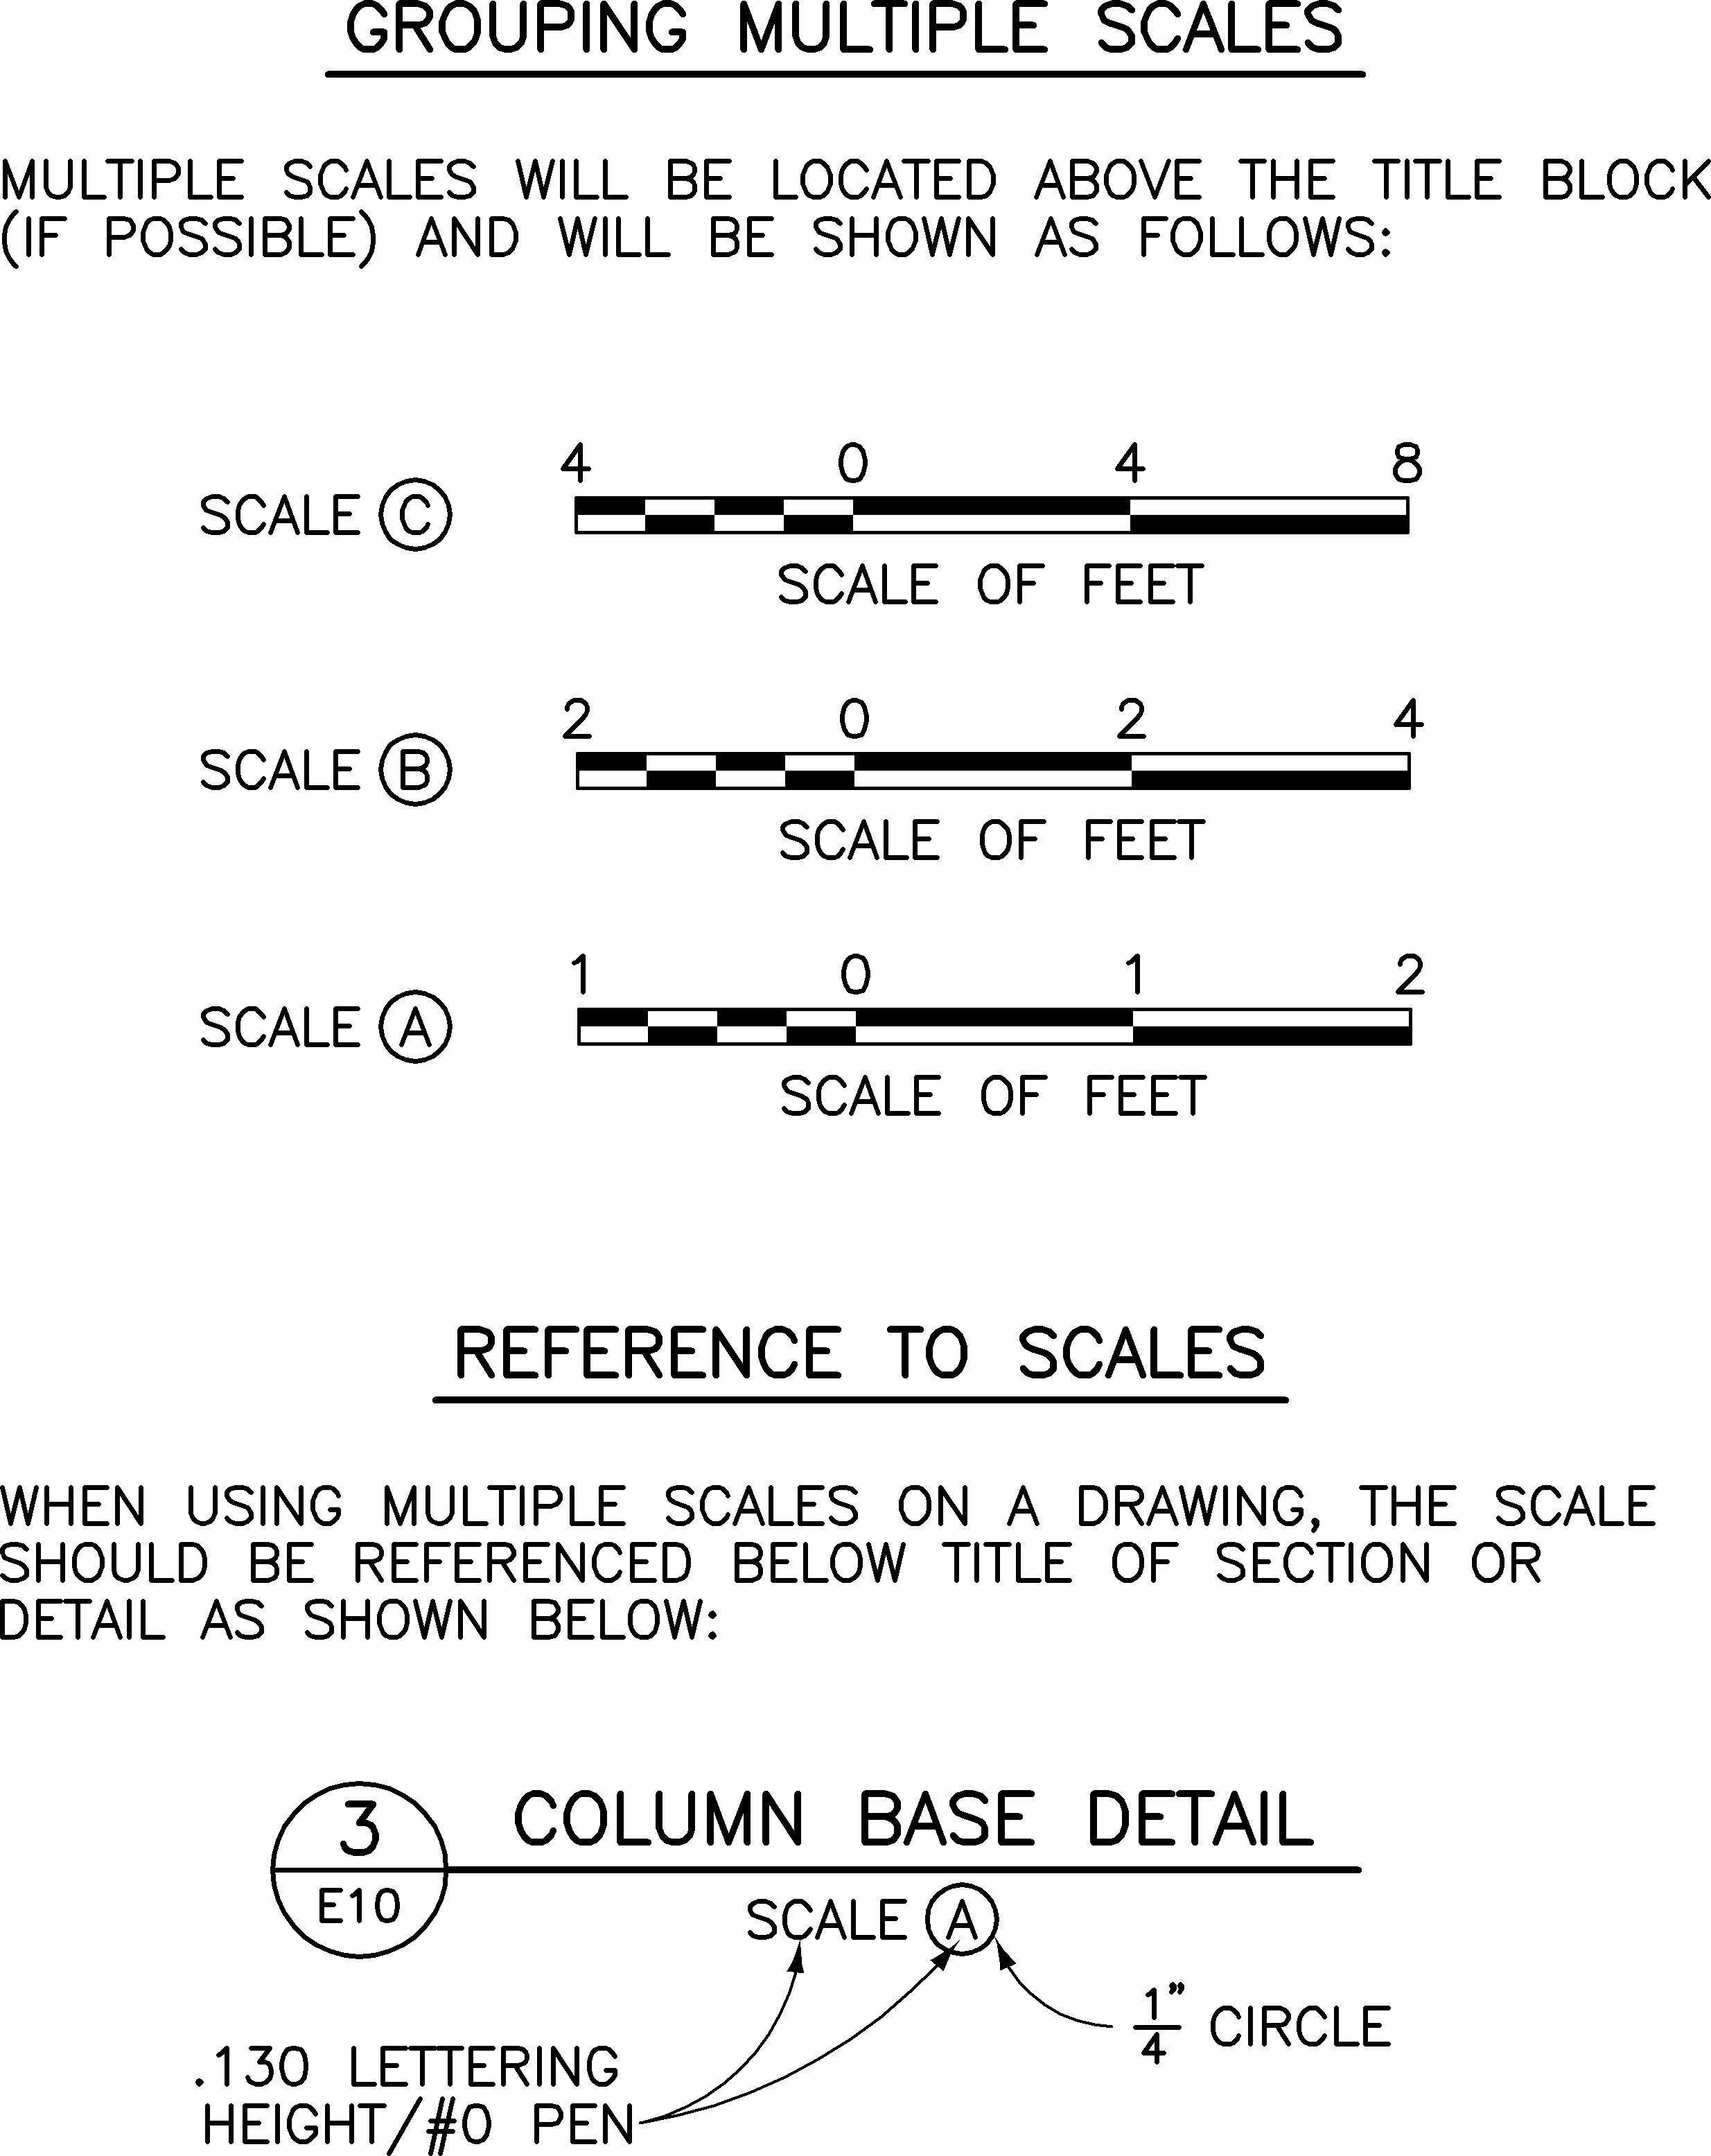 GROUPING MULTIPLE SCALES
MULTIPLE SCALES WILL BE LOCATED ABOVE THE TITLE BLOCK
(IF POSSIBLE) AND WILL BE SHOWN AS FOLLOWS:
4 0 4 8
SCALE C
SCALE OF FEET
2 0 2 4
SCALE B
SCALE OF FEET
1 0 1 2
SCALE A
SCALE OF FEET
REFERENCE TO SCALES
WHEN USING MULTIPLE SCALES ON A DRAWING, THE SCALE
SHOULD BE REFERENCED BELOW TITLE OF SECTION OR
DETAIL AS SHOWN BELOW:
3 COLUMN BASE DETAIL
E10 SCALE A
1/4" CIRCLE
.130 LETTERING
HEIGHT/#0 PEN